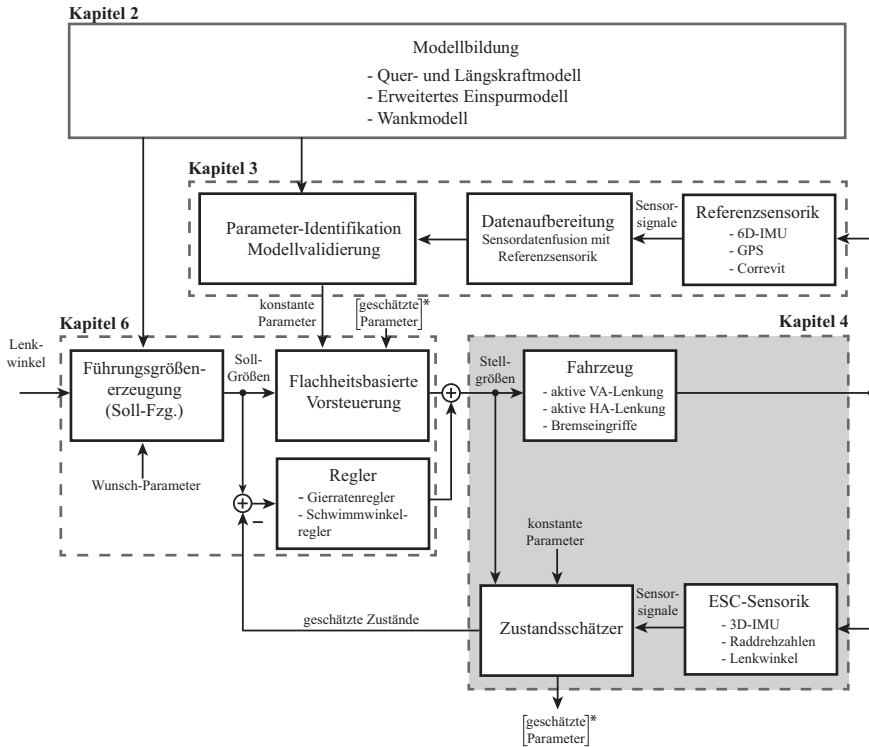 Kapitel 2
Modellbildung
- Quer- und Längskraftmodell
- Erweitertes Einspurmodell
- Wankmodell
Kapitel 3
Parameter-Identifikation
Modellvalidierung
Datenaufbereitung
Sensordatenfusion mit
Referenzsensorik
Sensor-
signale
Referenzsensorik
- 6D-IMU
- GPS
- Correvit
konstante
Parameter
[geschätzte]*
[Parameter]
Kapitel 6
Kapitel 4
Lenk-
winkel
Führungsgrößen-
erzeugung
(Soll-Fzg.)
Soll-
Größen
Flachheitsbasierte
Vorsteuerung
+
Stell-
größen
Fahrzeug
- aktive VA-Lenkung
- aktive HA-Lenkung
- Bremseingriffe
Wunsch-Parameter
+
−
Regler
- Gierratenregler
- Schwimmwinkel-
regler
konstante
Parameter
geschätzte Zustände
Zustandsschätzer
Sensor-
signale
ESC-Sensorik
- 3D-IMU
- Raddrehzahlen
- Lenkwinkel
[geschätzte]*
[Parameter]